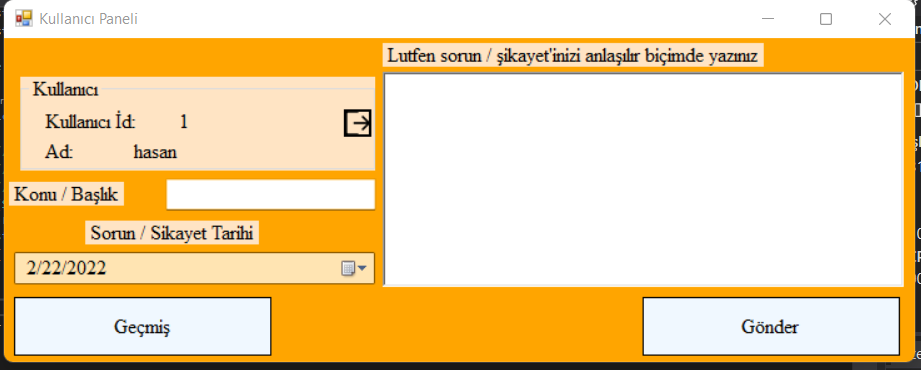 Kullanıcı Paneli
Lutfen sorun / şikayet'inizi anlaşılır biçimde yazınız
Kullanıcı
Kullanıcı İd: 1
Ad: hasan
Konu / Başlık
Sorun / Sikayet Tarihi
2/22/2022
Geçmiş
Gönder